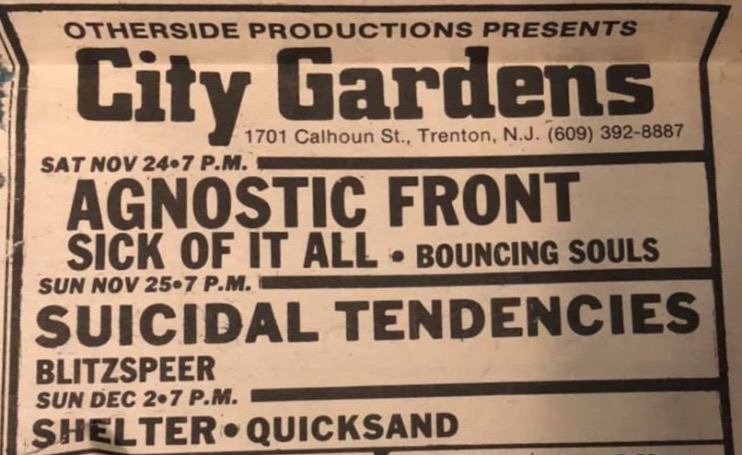 OTHERSIDE PRODUCTIONS PRESENTS
City Gardens
1701 Calhoun St., Trenton, N.J. (609) 392-8887
SAT NOV 24•7 P.M.
AGNOSTIC FRONT
SICK OF IT ALL • BOUNCING SOULS
SUN NOV 25•7 P.M.
SUICIDAL TENDENCIES
BLITZSPEER
SUN DEC 2•7 P.M.
SHELTER • QUICKSAND